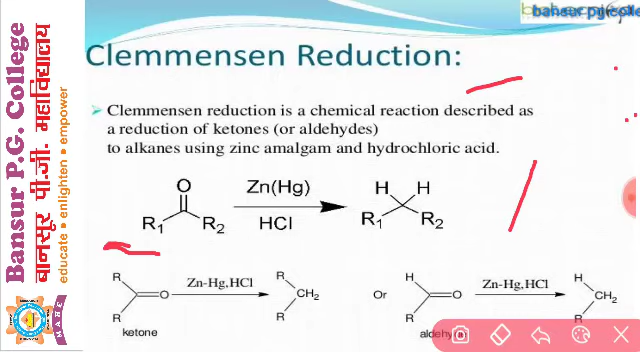 bansur pgcolle
Clemmensen Reduction:
Clemmensen reduction is a chemical reaction described as
a reduction of ketones (or aldehydes)
to alkanes using zinc amalgam and hydrochloric acid.
O
Zn(Hg)
H H
R1 R2
HCl
R1 R2
R
R
O
Zn-Hg,HCl
R
CH2
R
ketone
Or
H
R
O
Zn-Hg,HCl
H
CH2
R
Bansur P.G. College
बानसूर पी.जी. महाविद्यालय
educate • enlighten • empower